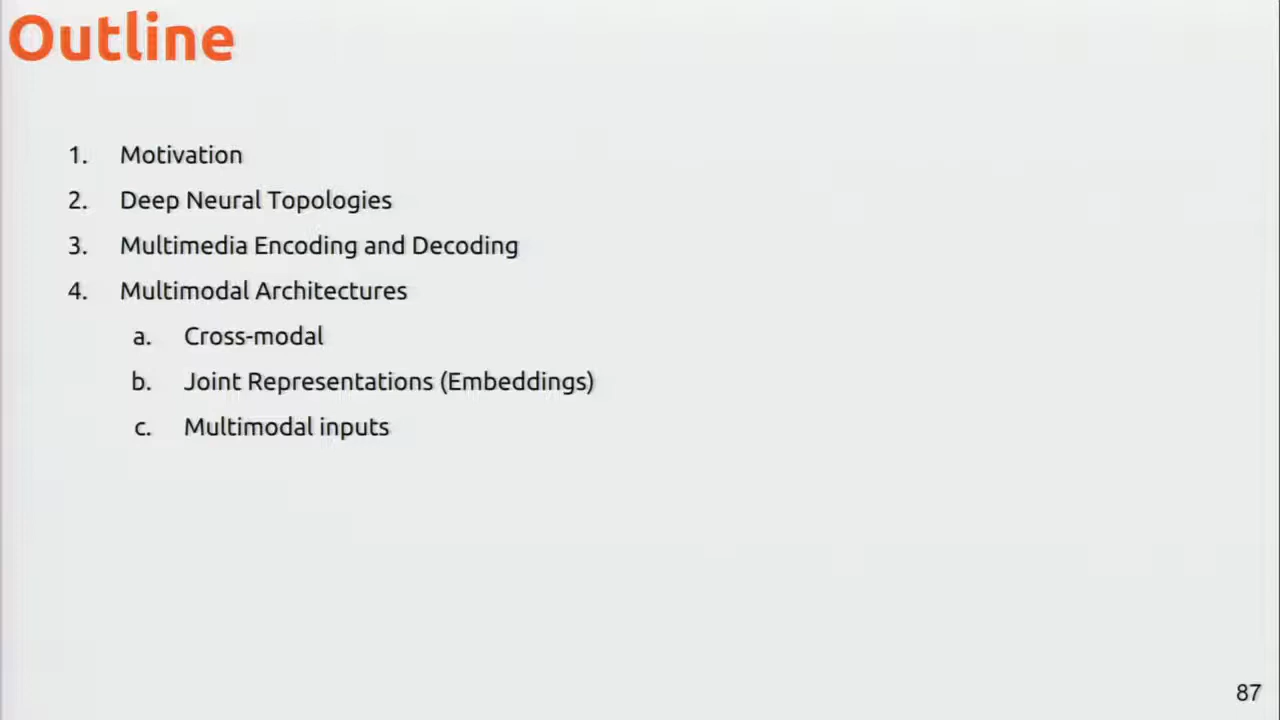 Outline
1. Motivation
2. Deep Neural Topologies
3. Multimedia Encoding and Decoding
4. Multimodal Architectures
a. Cross-modal
b. Joint Representations (Embeddings)
c. Multimodal inputs
87